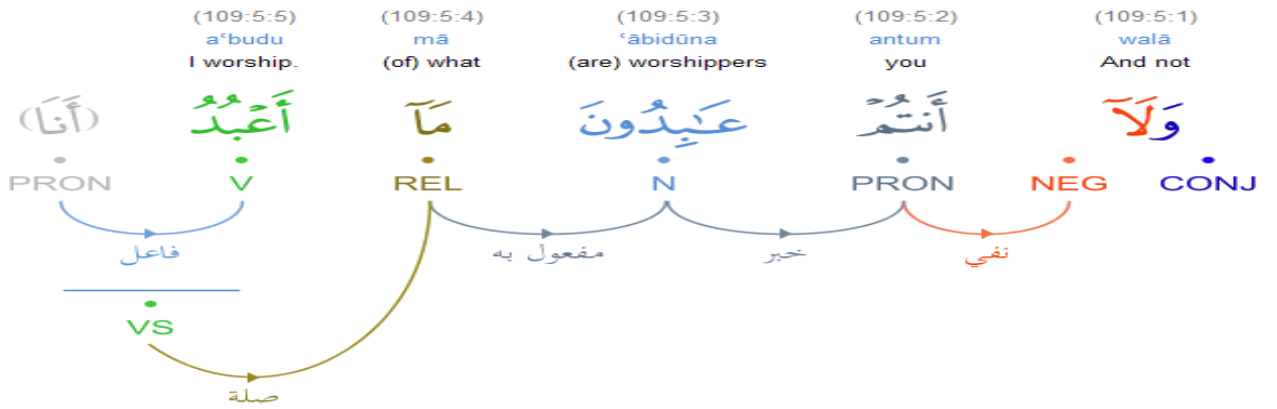 (109:5:5) (109:5:4) (109:5:3) (109:5:2) (109:5:1)
aʿbudu mā ʿābidūna antum walā
I worship. (of) what (are) worshippers you And not
وَلَآ أَنتُمْ عَـٰبِدُونَ مَآ أَعْبُدُ (أَنَا)
PRON V REL N PRON NEG CONJ
فاعل مفعول به خبر نفي
VS
صلة